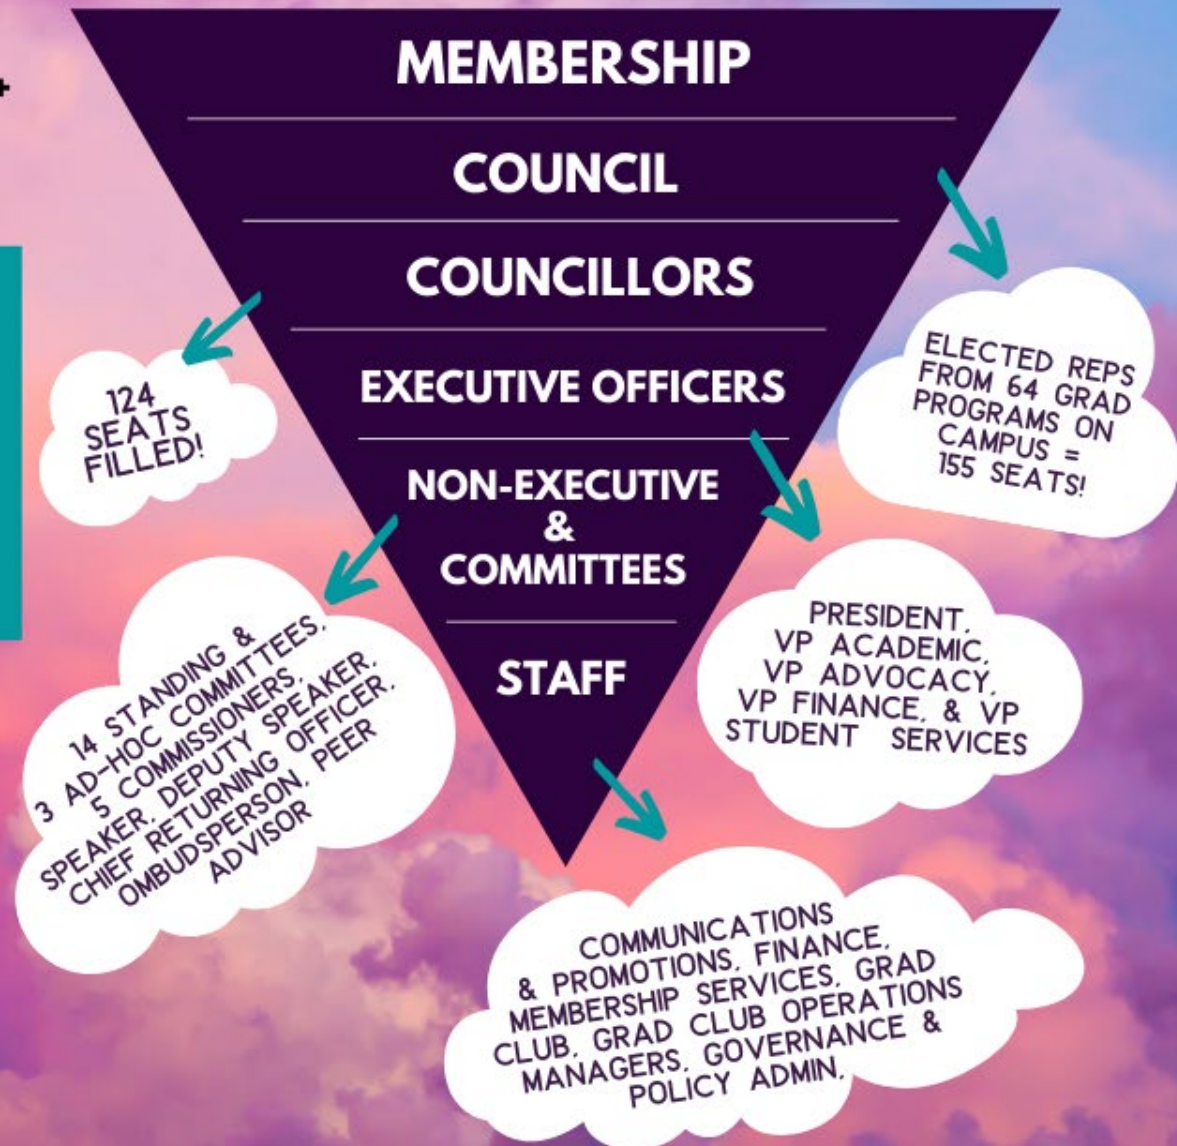 +
MEMBERSHIP
COUNCIL
COUNCILLORS
EXECUTIVE OFFICERS
NON-EXECUTIVE
&
COMMITTEES
STAFF
124
SEATS
FILLED!
ELECTED REPS
FROM 64 GRAD
PROGRAMS ON
CAMPUS =
155 SEATS!
14 STANDING &
3 AD-HOC COMMITTEES,
5 COMMISSIONERS,
SPEAKER, DEPUTY SPEAKER,
CHIEF RETURNING OFFICER,
OMBUDSPERSON, PEER
ADVISOR
PRESIDENT,
VP ACADEMIC,
VP ADVOCACY,
VP FINANCE, & VP
STUDENT SERVICES
COMMUNICATIONS
& PROMOTIONS, FINANCE,
MEMBERSHIP SERVICES, GRAD
CLUB, GRAD CLUB OPERATIONS
MANAGERS, GOVERNANCE &
POLICY ADMIN,